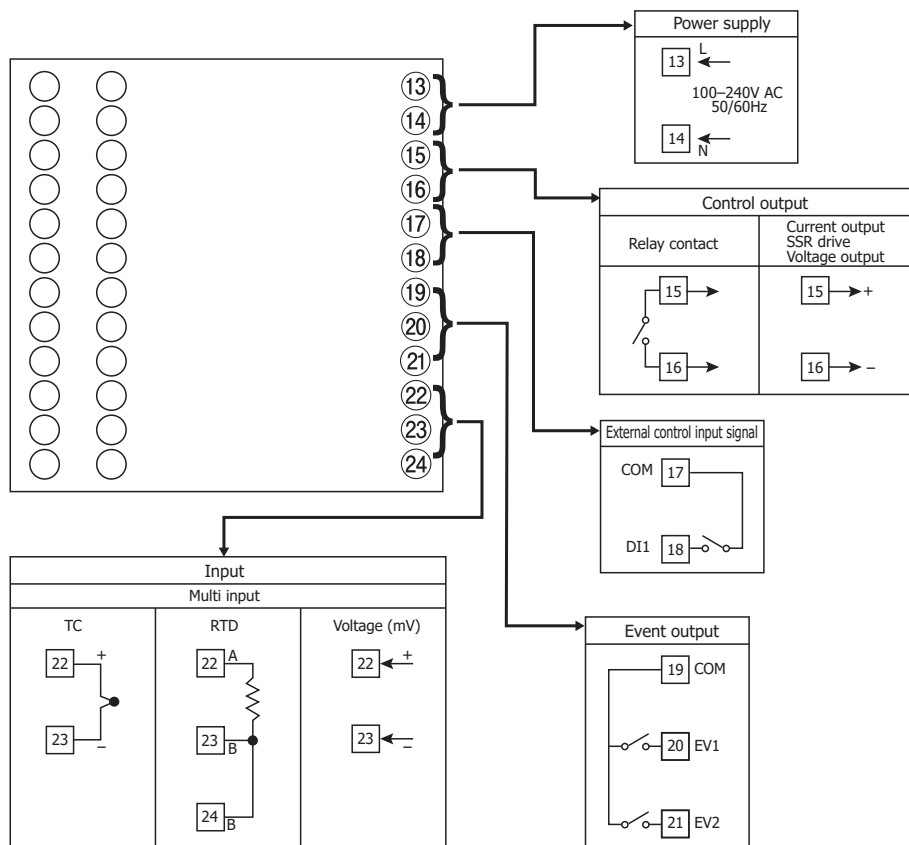 Power supply
13
L
100–240V AC
50/60Hz
14
N
13
14
15
16
17
18
19
20
21
22
23
24
Control output
Relay contact
Current output
SSR drive
Voltage output
15
16
15 +
16 –
External control input signal
COM 17
DI1 18
Input
Multi input
TC
22 +
23 –
RTD
22 A
23 B
24 B
Voltage (mV)
22 +
23 –
Event output
19 COM
20 EV1
21 EV2